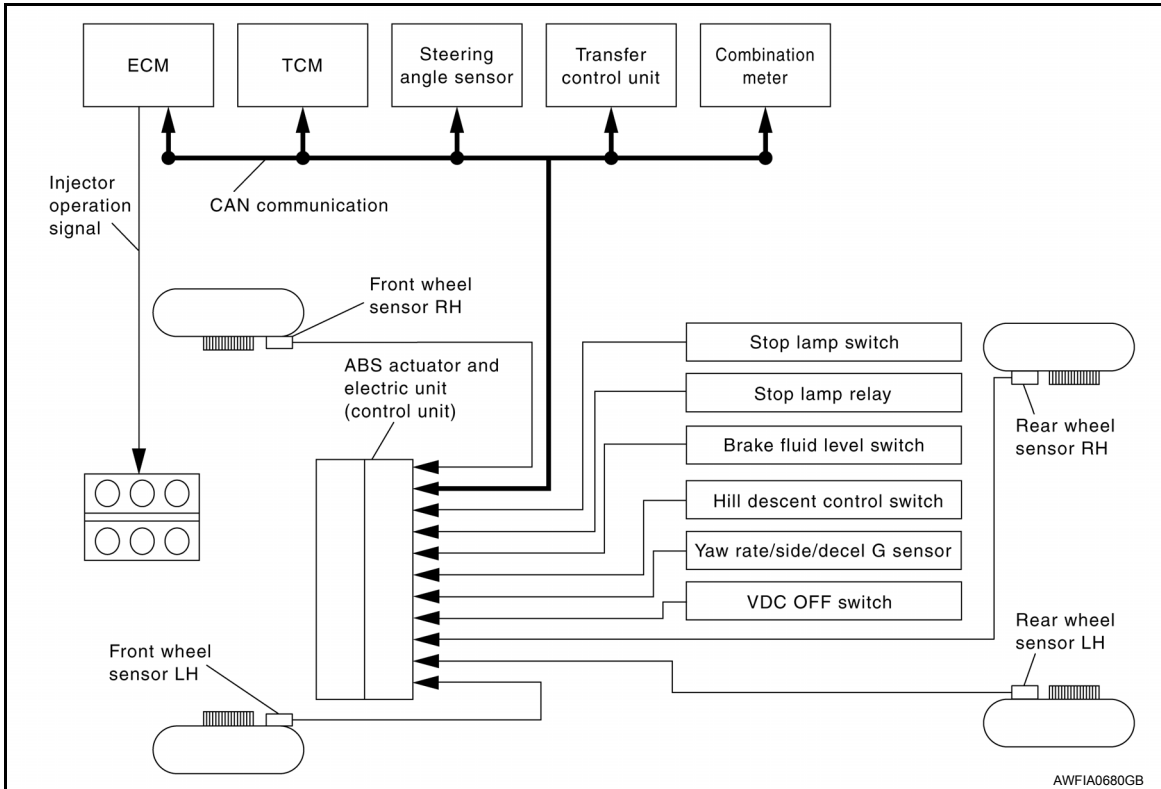 ECM
TCM
Steering
angle sensor
Transfer
control unit
Combination
meter
Injector
operation
signal
CAN communication
Front wheel
sensor RH
ABS actuator and
electric unit
(control unit)
Stop lamp switch
Stop lamp relay
Brake fluid level switch
Hill descent control switch
Yaw rate/side/decel G sensor
VDC OFF switch
Rear wheel
sensor RH
Front wheel
sensor LH
Rear wheel
sensor LH
AWFIA0680GB